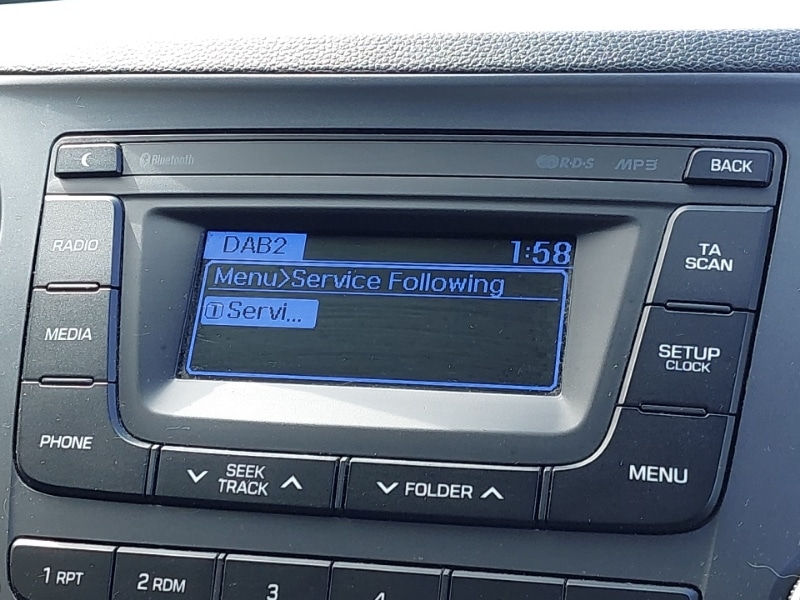 Bluetooth
R·D·S
MP3
BACK
RADIO
DAB2
1:58
TA
SCAN
Menu>Service Following
1 Servi...
MEDIA
SETUP
CLOCK
PHONE
SEEK
TRACK
FOLDER
MENU
1 RPT
2 RDM
3
4